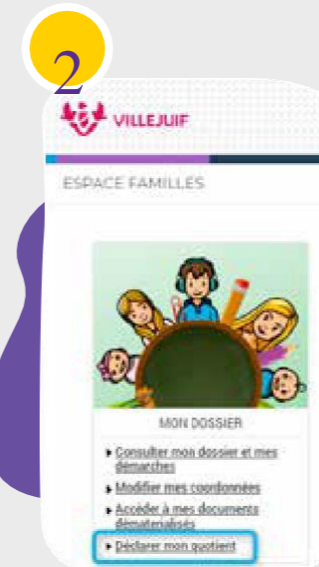 2
VILLEJUIF
ESPACE FAMILLES
MON DOSSIER
Consulter mon dossier et mes
démarches
Modifier mes coordonnées
Accéder à mes documents
dématérialisés
Déclarer mon quotient